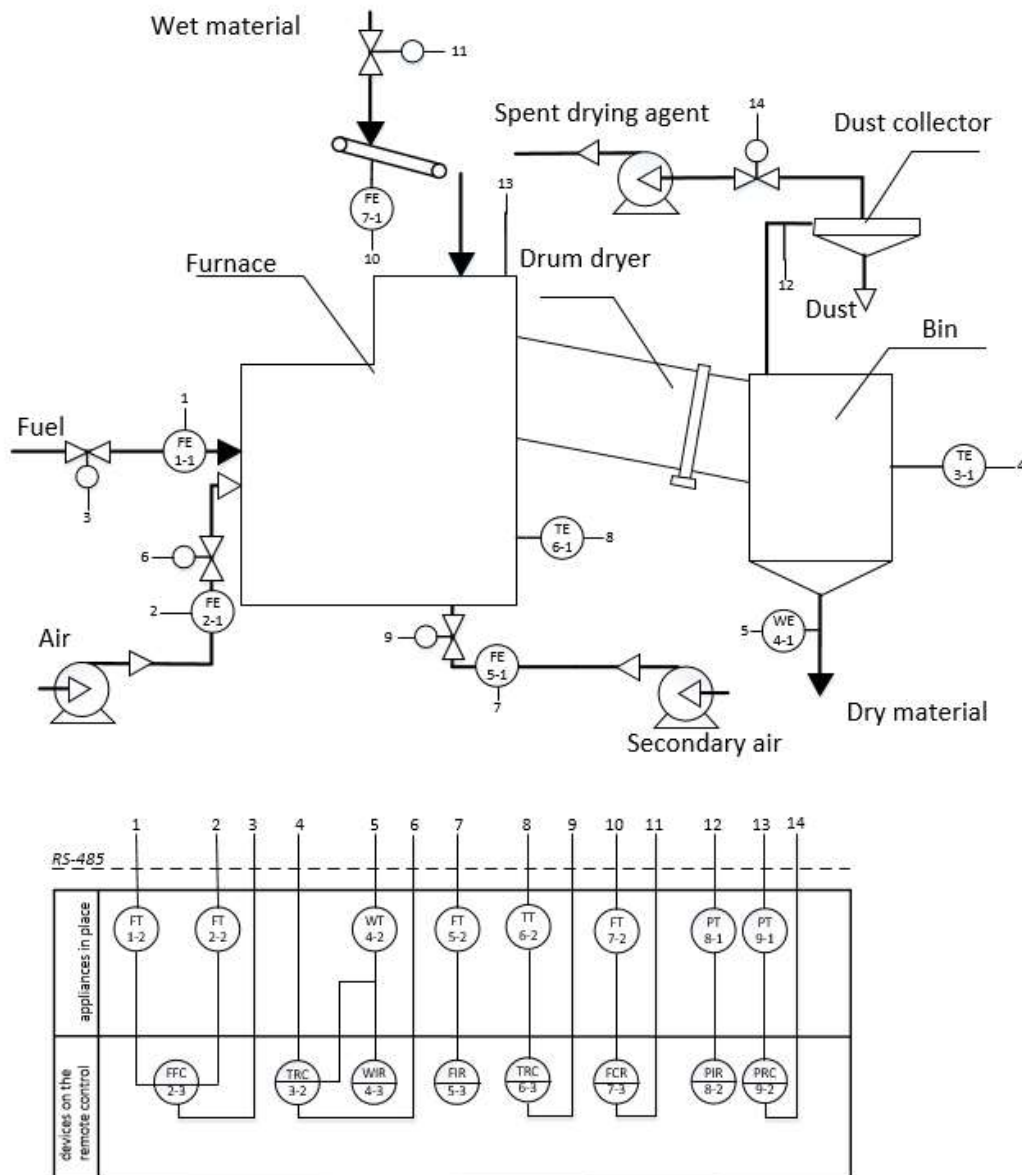 Wet material
11
FE
7-1
10
13
14
Spent drying agent
Dust collector
Furnace
Drum dryer
12
Dust
Bin
1
Fuel
FE
1-1
3
TE
3-1
4
6
TE
6-1
8
2
FE
2-1
9
FE
5-1
7
5
WE
4-1
Air
Secondary air
Dry material
1 2 3 4 5 6 7 8 9 10 11 12 13 14
RS-485
appliances in place
FT
1-2
FT
2-2
WT
4-2
FT
5-2
TT
6-2
FT
7-2
PT
8-1
PT
9-1
devices on the
remote control
FFC
2-3
TRC
3-2
WIR
4-3
FIR
5-3
TRC
6-3
FCR
7-3
PIR
8-2
PRC
9-2